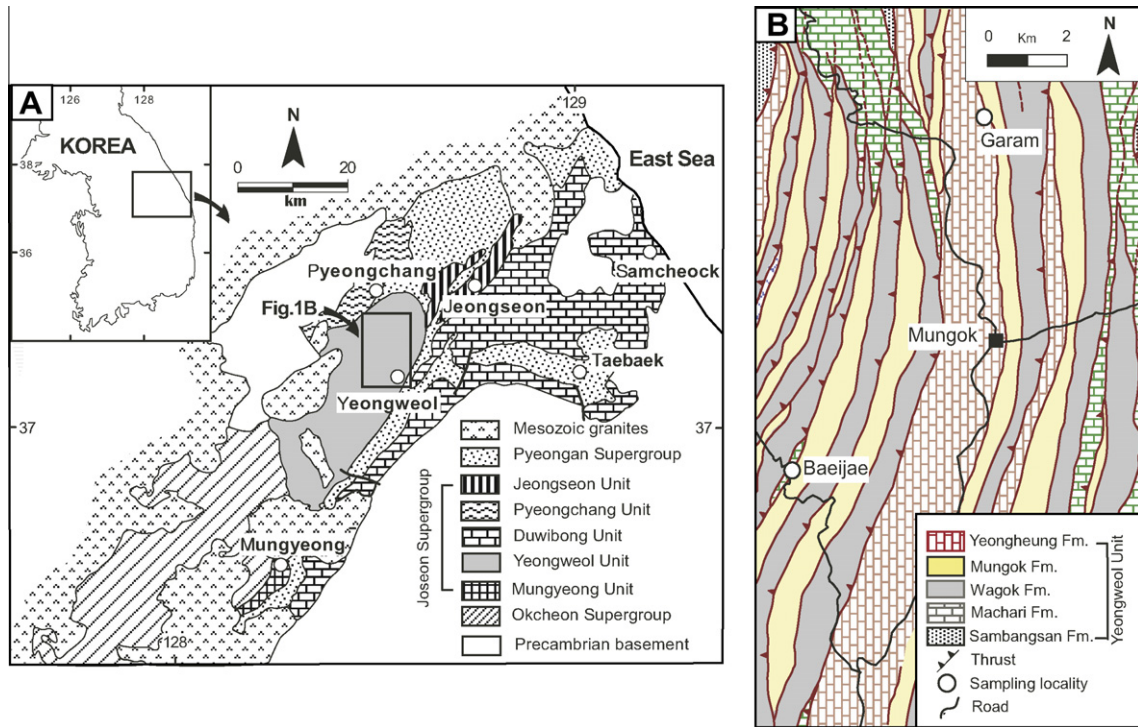 A
126
128
KOREA
38
36
N
0
20
km
129
East Sea
Pyeongchang
Samcheock
Fig.1B
Jeongseon
Taebaek
Yeongweol
37
37
Mungyeong
128
Mesozoic granites
Pyeongan Supergroup
Jeongseon Unit
Pyeongchang Unit
Duwibong Unit
Yeongweol Unit
Mungyeong Unit
Okcheon Supergroup
Precambrian basement
Joseon Supergroup
B
0 Km 2
N
Garam
Mungok
Baeijae
Yeongheung Fm.
Mungok Fm.
Wagok Fm.
Machari Fm.
Sambangsan Fm.
Yeongweol Unit
Thrust
Sampling locality
Road